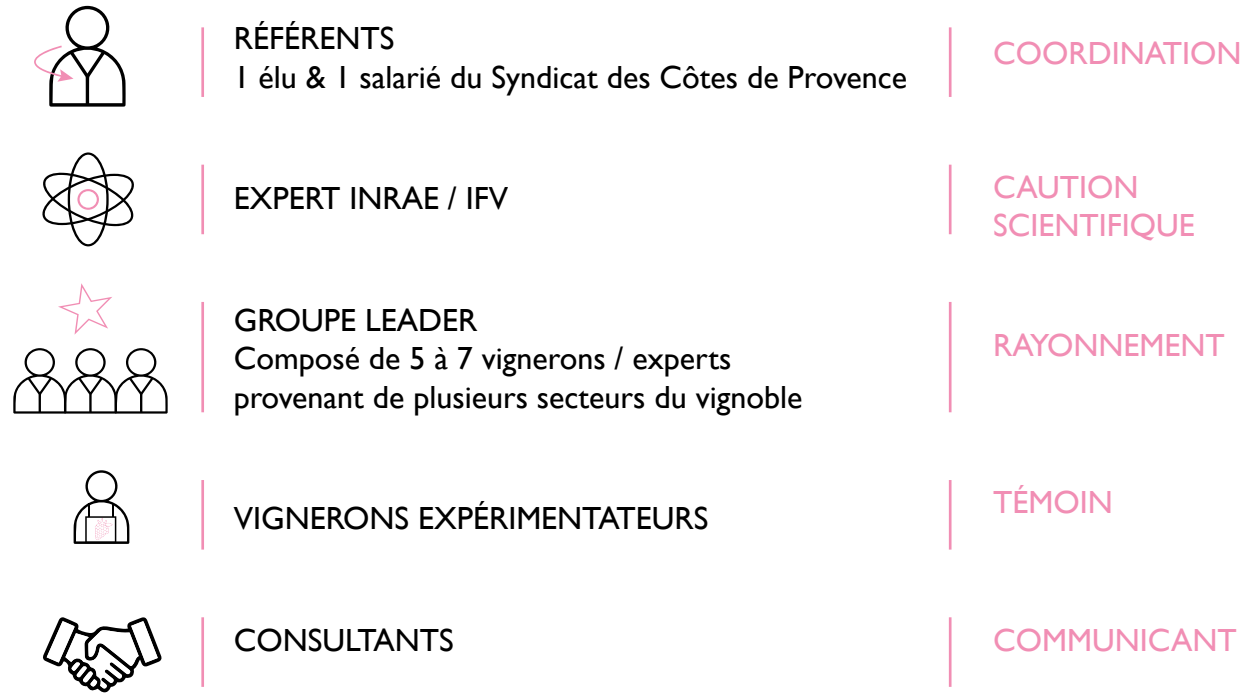 RÉFÉRENTS
1 élu & 1 salarié du Syndicat des Côtes de Provence
COORDINATION
EXPERT INRAE / IFV
CAUTION
SCIENTIFIQUE
GROUPE LEADER
Composé de 5 à 7 vignerons / experts
provenant de plusieurs secteurs du vignoble
RAYONNEMENT
VIGNERONS EXPÉRIMENTATEURS
TÉMOIN
CONSULTANTS
COMMUNICANT